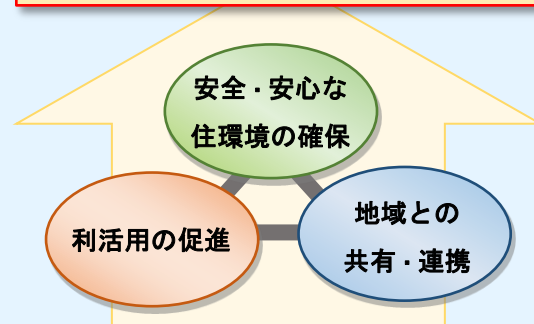 安全・安心な
住環境の確保
利活用の促進
地域との
共有・連携